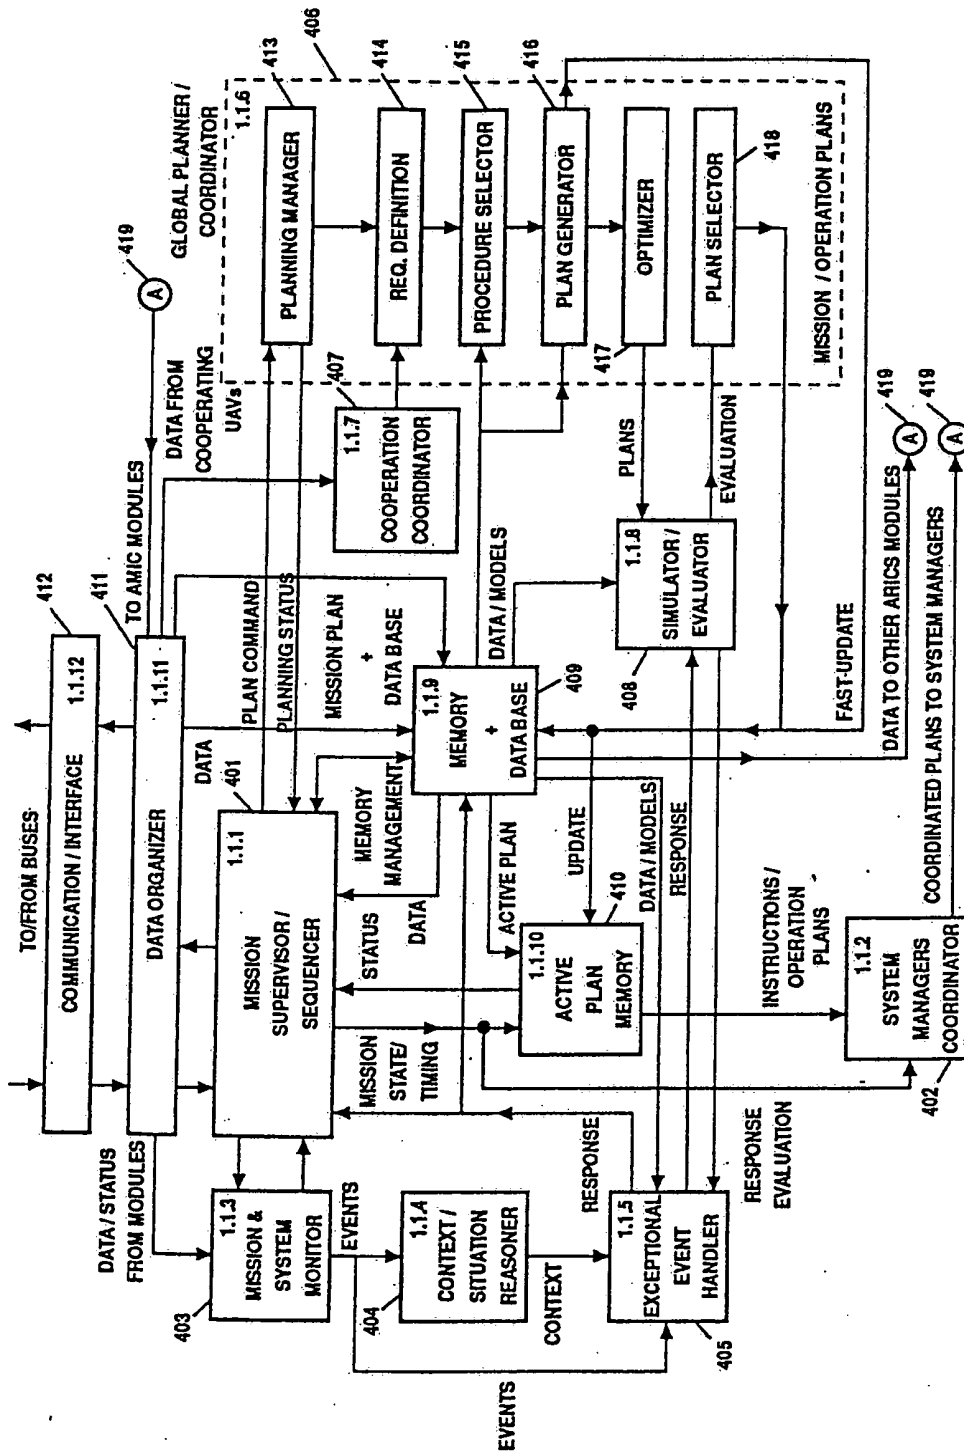 TO/FROM BUSES
412
COMMUNICATION / INTERFACE
1.1.12
411
DATA ORGANIZER
1.1.11
TO AMIC MODULES
419
A
DATA FROM
COOPERATING
UAVs
GLOBAL PLANNER /
COORDINATOR
406
1.1.6
413
PLANNING MANAGER
414
REQ. DEFINITION
415
PROCEDURE SELECTOR
416
PLAN GENERATOR
417
OPTIMIZER
418
PLAN SELECTOR
MISSION / OPERATION PLANS
407
1.1.7
COOPERATION
COORDINATOR
DATA / STATUS
FROM MODULES
DATA
401
PLAN COMMAND
PLANNING STATUS
MISSION PLAN
+
DATA BASE
1.1.1
MISSION
SUPERVISOR/
SEQUENCER
403
1.1.3
MISSION &
SYSTEM
MONITOR
EVENTS
EVENTS
404
1.1.4
CONTEXT /
SITUATION
REASONER
CONTEXT
MISSION
STATE/
TIMING
STATUS
DATA
MEMORY
MANAGEMENT
1.1.9
MEMORY
+
DATA BASE
409
DATA / MODELS
ACTIVE PLAN
UPDATE
1.1.10
ACTIVE
PLAN
MEMORY
410
DATA / MODELS
RESPONSE
RESPONSE
1.1.5
EXCEPTIONAL
EVENT
HANDLER
405
RESPONSE
EVALUATION
PLANS
1.1.8
SIMULATOR /
EVALUATOR
408
EVALUATION
FAST-UPDATE
INSTRUCTIONS /
OPERATION
PLANS
1.1.2
SYSTEM
MANAGERS
COORDINATOR
402
DATA TO OTHER ARICS MODULES
419
A
COORDINATED PLANS TO SYSTEM MANAGERS
419
A